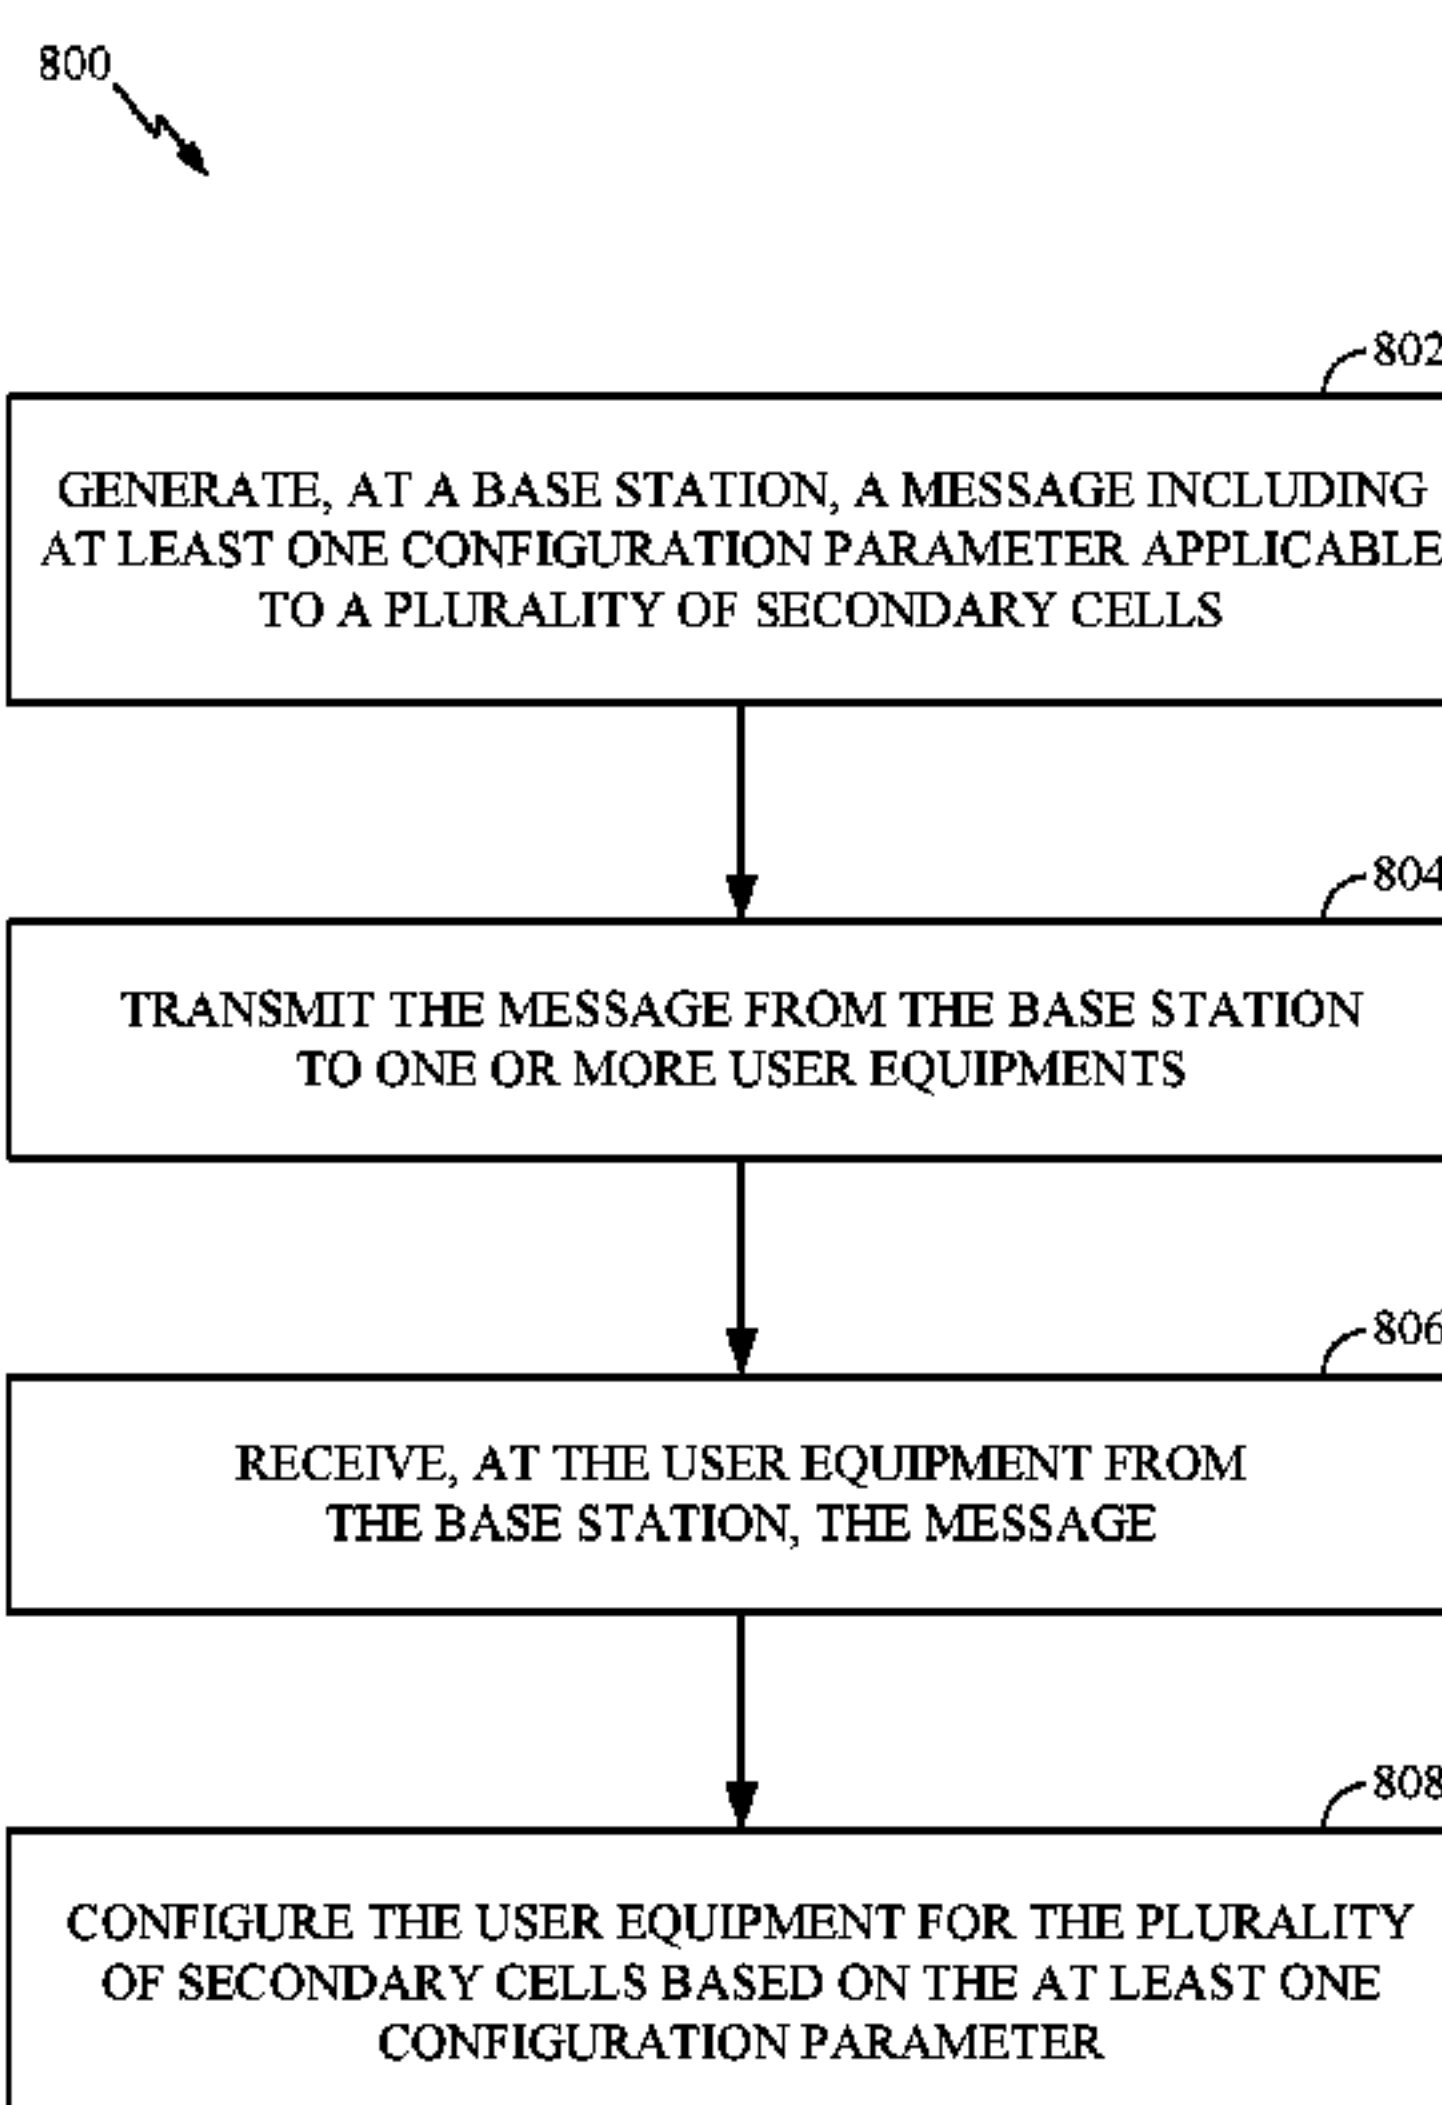 800
802
GENERATE, AT A BASE STATION, A MESSAGE INCLUDING
AT LEAST ONE CONFIGURATION PARAMETER APPLICABLE
TO A PLURALITY OF SECONDARY CELLS
804
TRANSMIT THE MESSAGE FROM THE BASE STATION
TO ONE OR MORE USER EQUIPMENTS
806
RECEIVE, AT THE USER EQUIPMENT FROM
THE BASE STATION, THE MESSAGE
808
CONFIGURE THE USER EQUIPMENT FOR THE PLURALITY
OF SECONDARY CELLS BASED ON THE AT LEAST ONE
CONFIGURATION PARAMETER